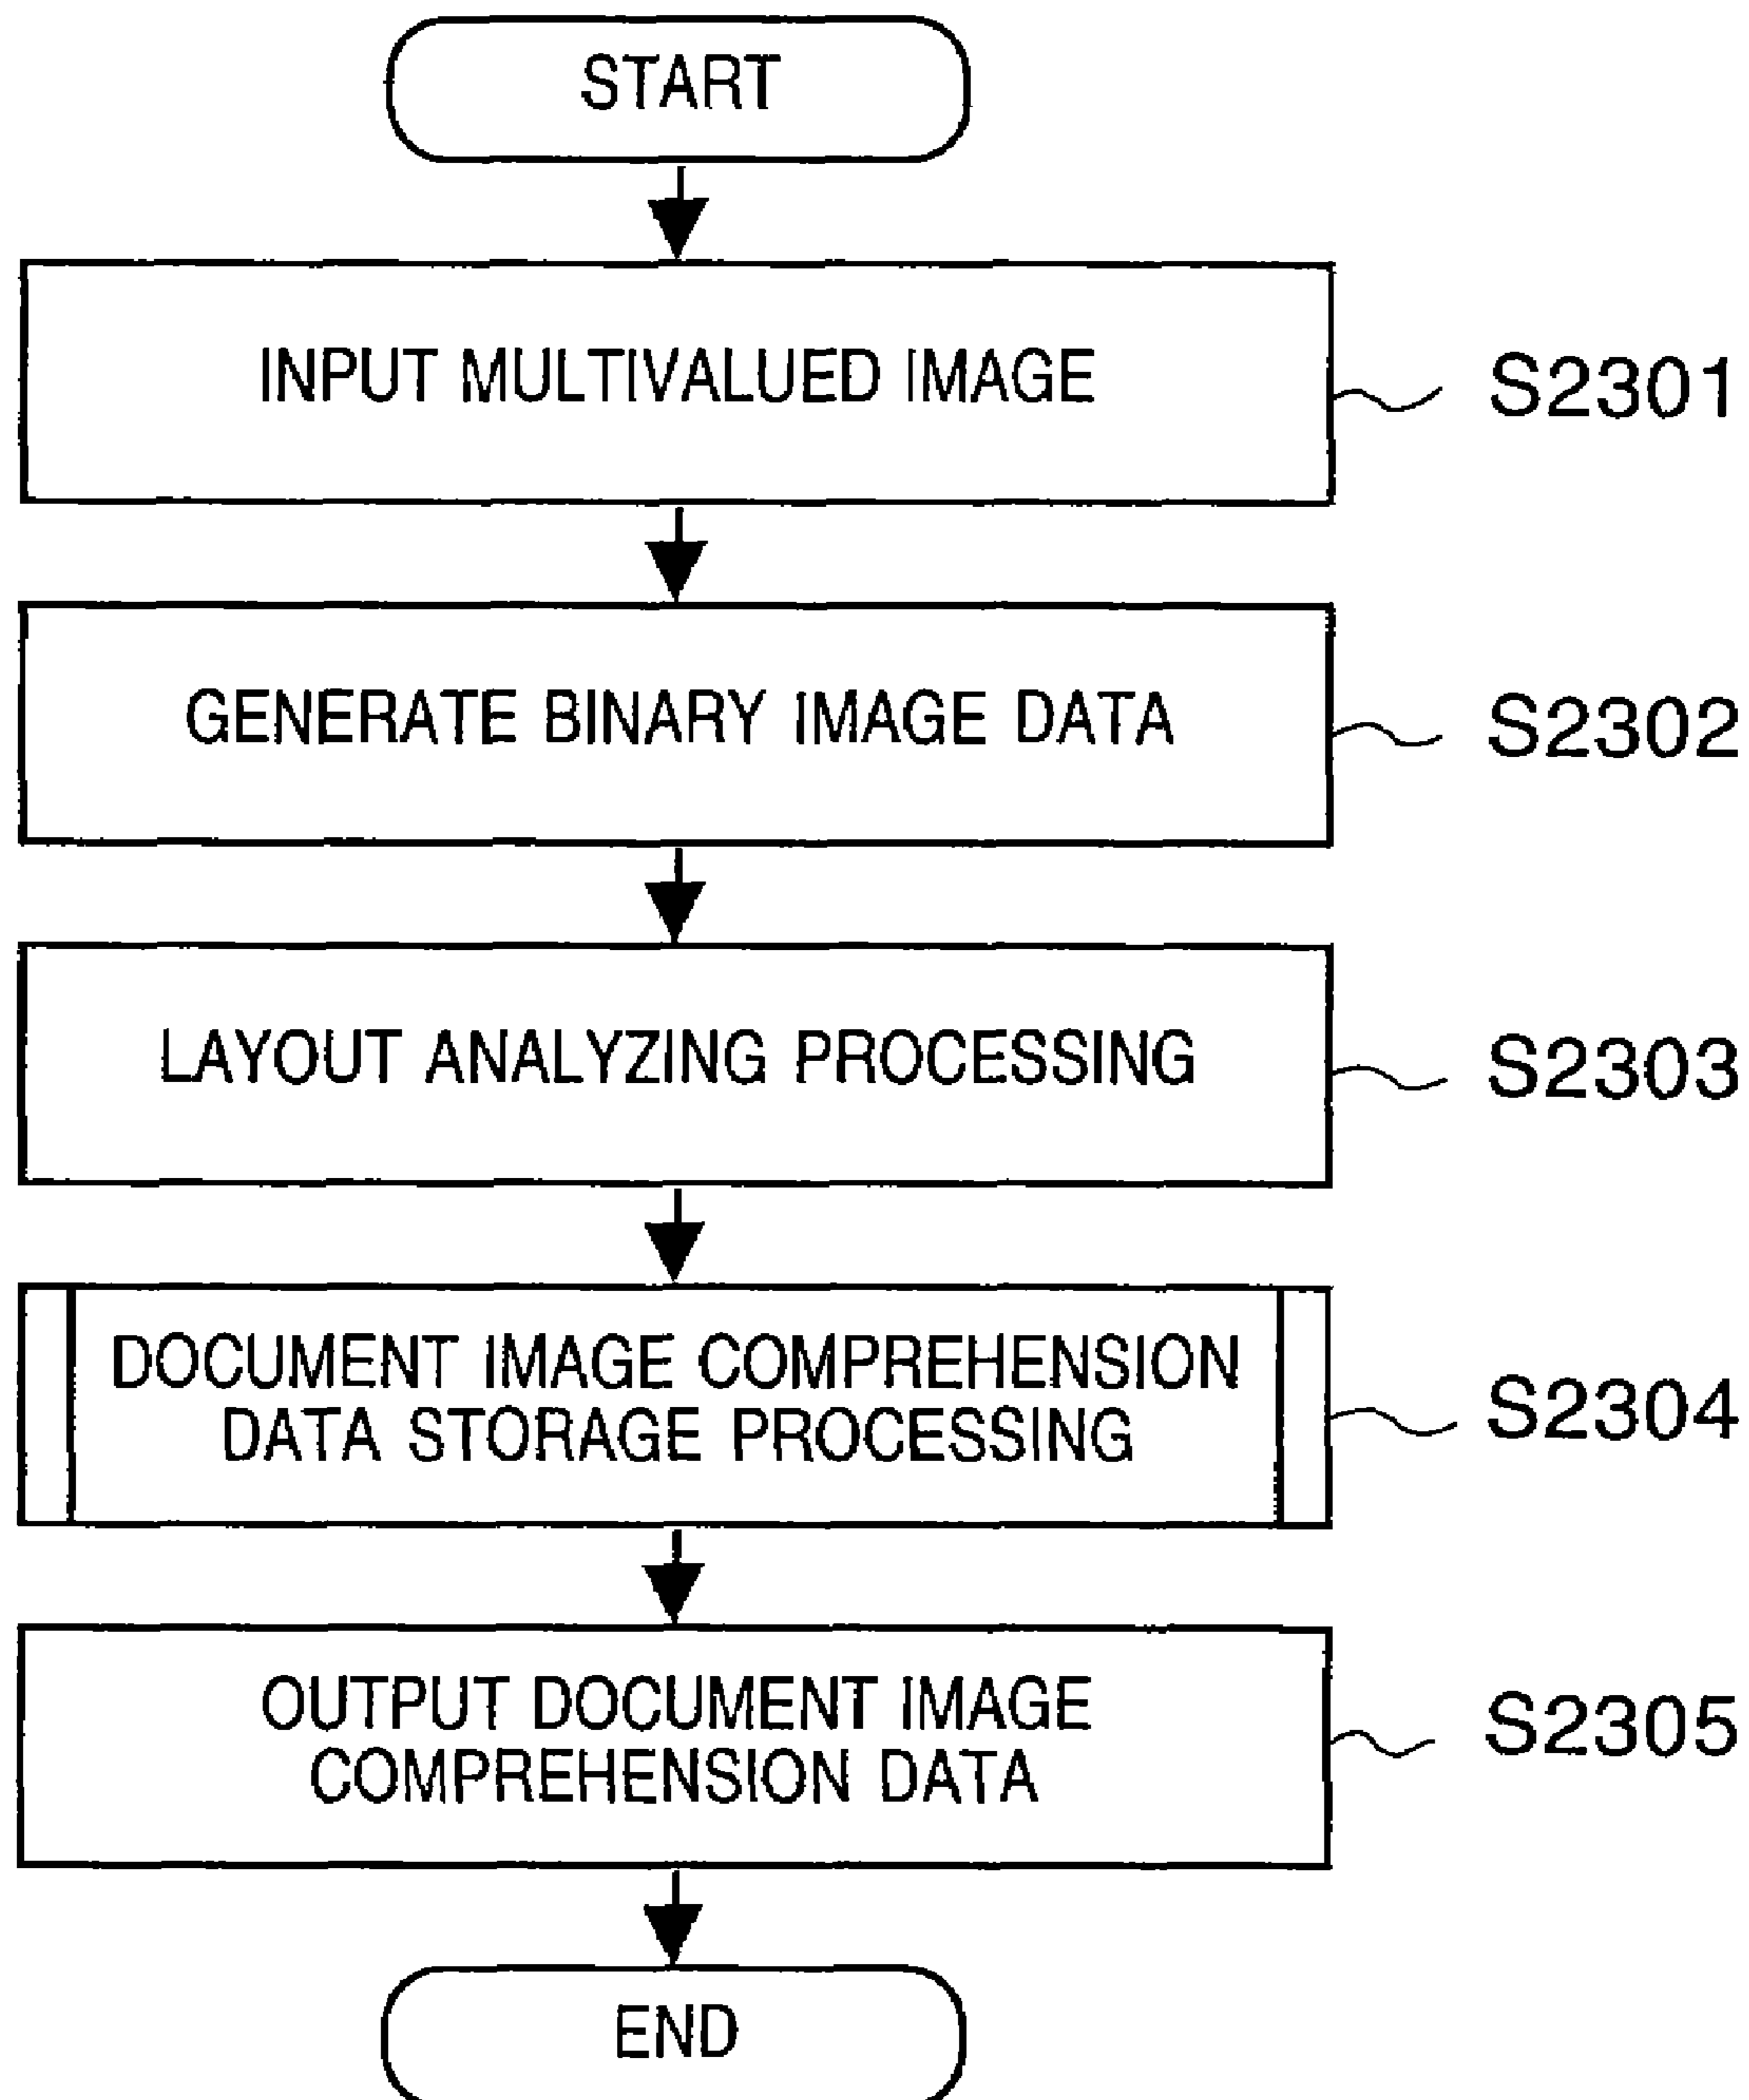 START
INPUT MULTIVALUED IMAGE
S2301
GENERATE BINARY IMAGE DATA
S2302
LAYOUT ANALYZING PROCESSING
S2303
DOCUMENT IMAGE COMPREHENSION
DATA STORAGE PROCESSING
S2304
OUTPUT DOCUMENT IMAGE
COMPREHENSION DATA
S2305
END